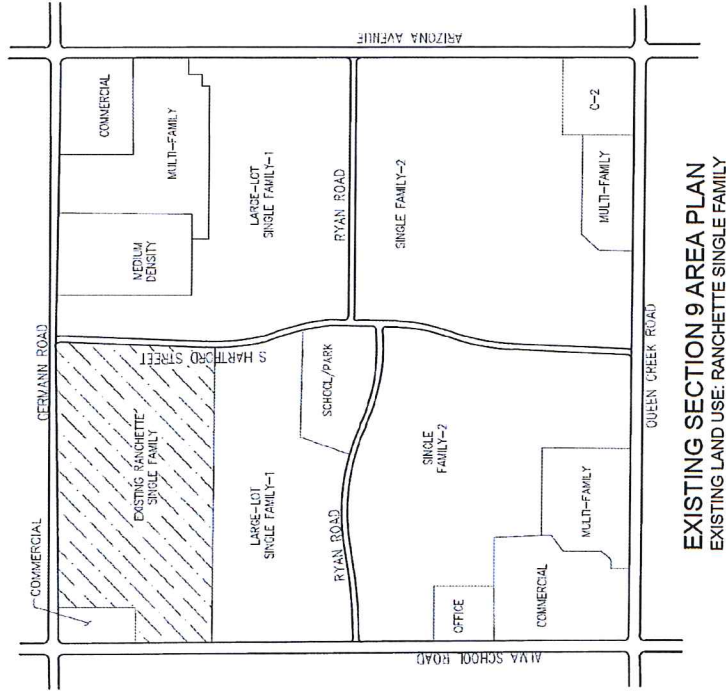 ARIZONA AVENUE
COMMERCIAL
MULTI-FAMILY
MEDIUM
DENSITY
LARGE-LOT
SINGLE FAMILY-1
RYAN ROAD
SINGLE FAMILY-2
C-2
MULTI-FAMILY
GERMANN ROAD
S HARTFORD STREET
QUEEN CREEK ROAD
COMMERCIAL
EXISTING RANCHETTE
SINGLE FAMILY
SCHOOL/PARK
LARGE-LOT
SINGLE FAMILY-1
RYAN ROAD
SINGLE
FAMILY-2
OFFICE
COMMERCIAL
MULTI-FAMILY
ALMA SCHOOL ROAD
EXISTING SECTION 9 AREA PLAN
EXISTING LAND USE: RANCHETTE SINGLE FAMILY